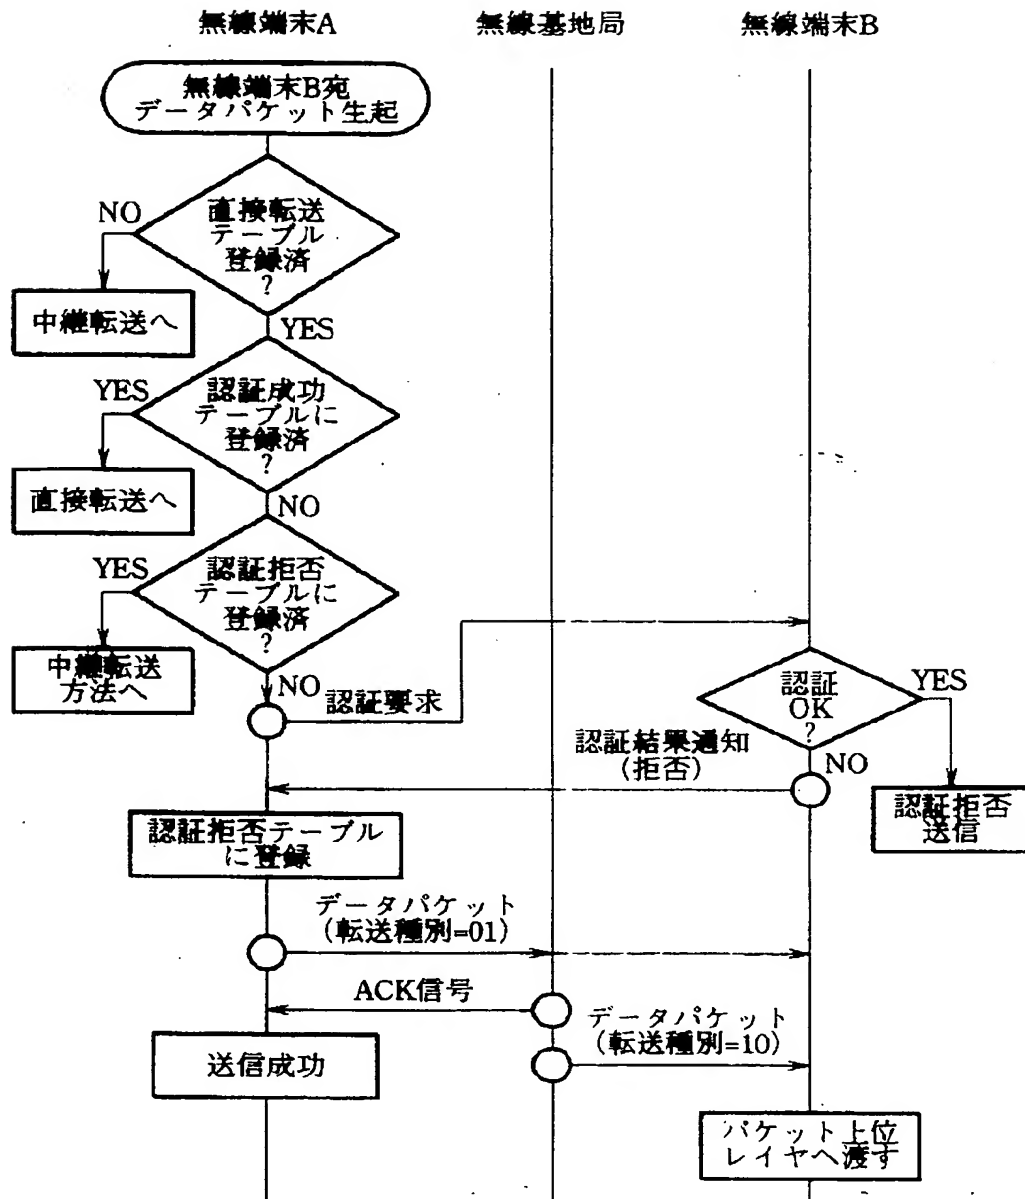 無線端末A
無線基地局
無線端末B
無線端末B宛
データパケット生起
直接転送
テーブル
登録済
?
NO
中継転送へ
YES
認証成功
テーブルに
登録済
?
YES
直接転送へ
NO
認証拒否
テーブルに
登録済
?
YES
中継転送
方法へ
NO
認証要求
認証
OK
?
YES
認証拒否
送信
NO
認証結果通知
(拒否)
認証拒否テーブル
に登録
データパケット
(転送種別=01)
ACK信号
データパケット
(転送種別=10)
送信成功
パケット上位
レイヤへ渡す